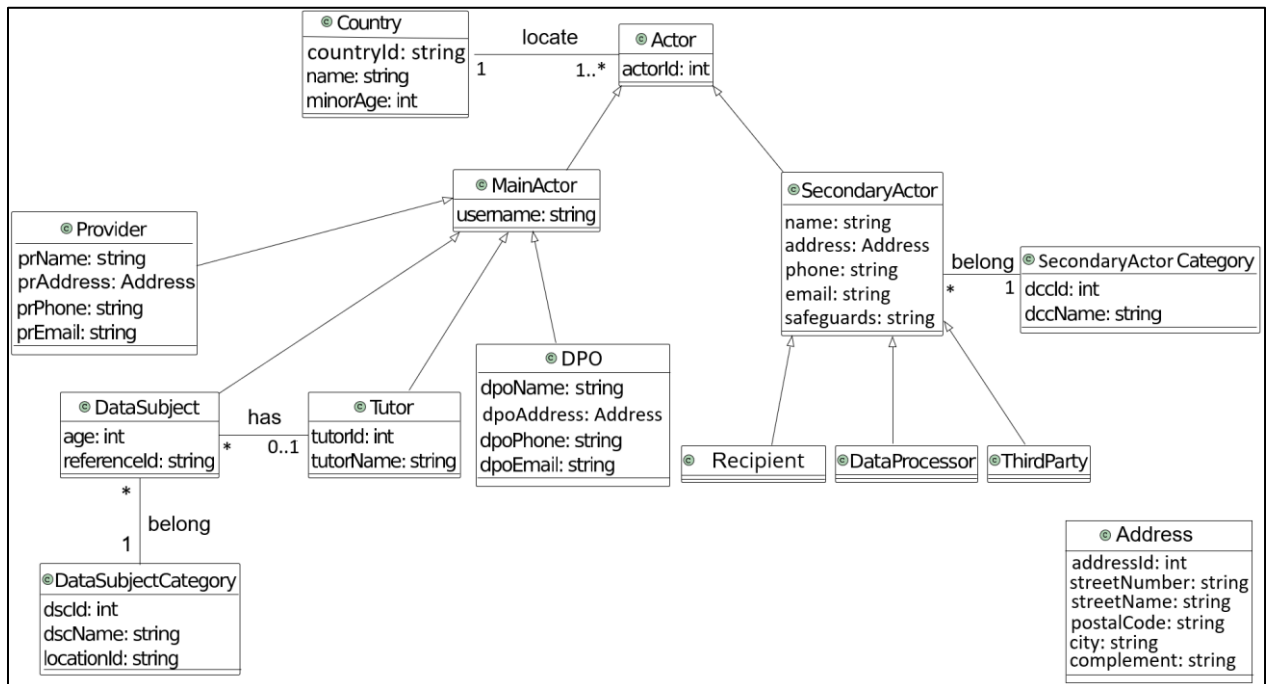 Country
countryId: string
name: string
minorAge: int
locate
1
1..*
Actor
actorId: int
MainActor
username: string
SecondaryActor
name: string
address: Address
phone: string
email: string
safeguards: string
belong
*
1
SecondaryActor Category
dccId: int
dccName: string
Provider
prName: string
prAddress: Address
prPhone: string
prEmail: string
DPO
dpoName: string
dpoAddress: Address
dpoPhone: string
dpoEmail: string
DataSubject
age: int
referenceId: string
has
*
0..1
Tutor
tutorId: int
tutorName: string
Recipient
DataProcessor
ThirdParty
*
belong
1
DataSubjectCategory
dscId: int
dscName: string
locationId: string
Address
addressId: int
streetNumber: string
streetName: string
postalCode: string
city: string
complement: string